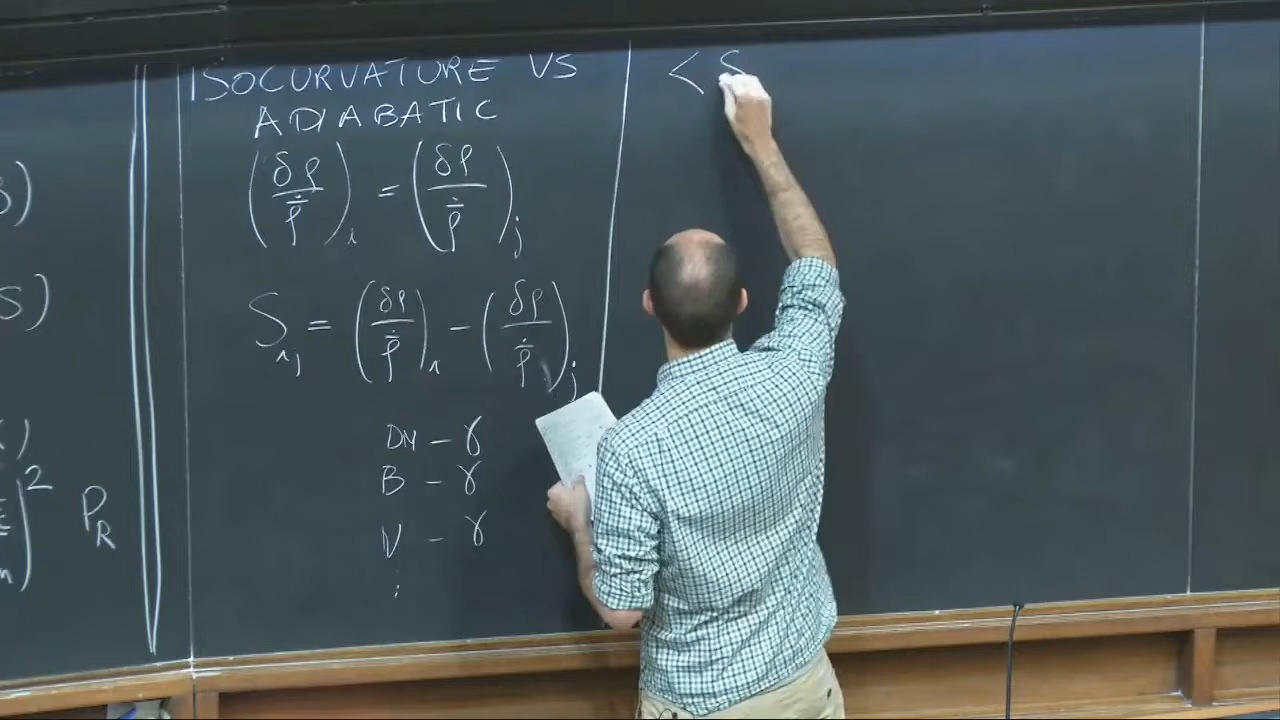 ISOCURVATURE VS
ADIABATIC
(δρ/ρ̇)_i = (δρ/ρ̇)_j
S_ij = (δρ/ρ̇)_i − (δρ/ρ̇)_j
DM − γ
B − γ
ν − γ
⋮
P_R
< S